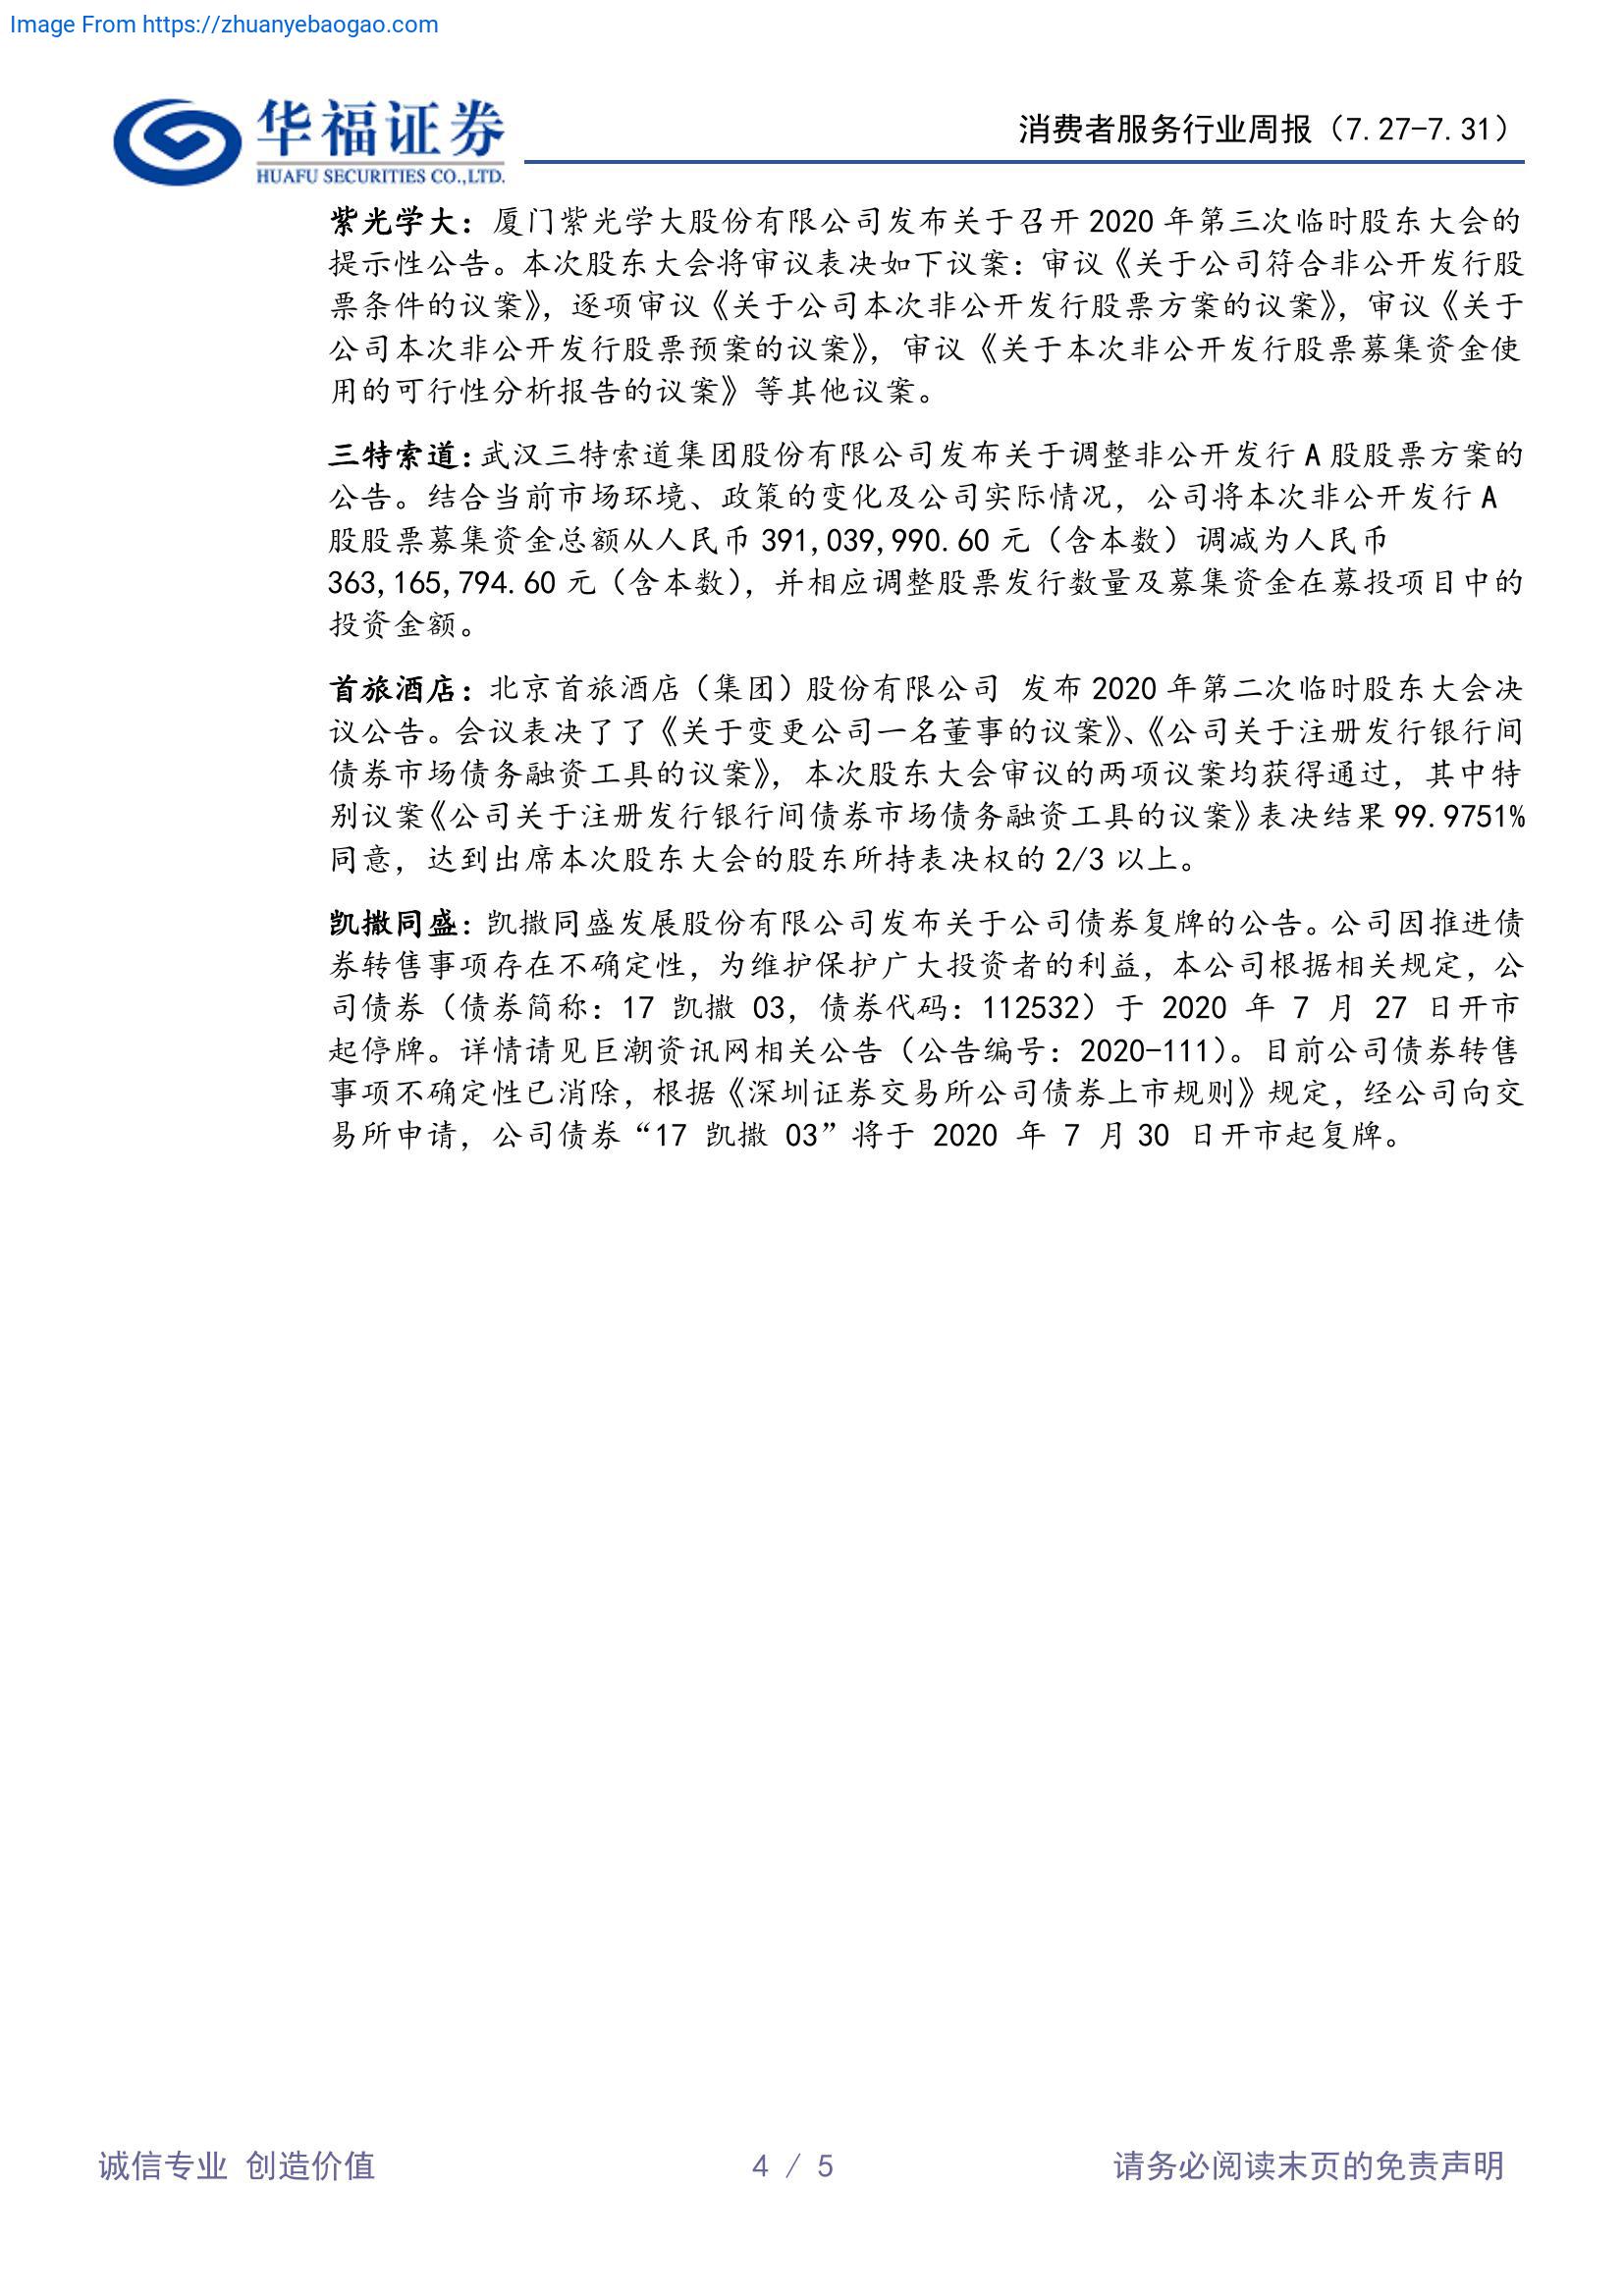 Image From https://zhuanyebaogao.com
华福证券
HUAFU SECURITIES CO.,LTD.
消费者服务行业周报（7.27-7.31）
紫光学大：厦门紫光学大股份有限公司发布关于召开 2020 年第三次临时股东大会的
提示性公告。本次股东大会将审议表决如下议案：审议《关于公司符合非公开发行股
票条件的议案》，逐项审议《关于公司本次非公开发行股票方案的议案》，审议《关于
公司本次非公开发行股票预案的议案》，审议《关于本次非公开发行股票募集资金使
用的可行性分析报告的议案》等其他议案。
三特索道：武汉三特索道集团股份有限公司发布关于调整非公开发行 A 股股票方案的
公告。结合当前市场环境、政策的变化及公司实际情况，公司将本次非公开发行 A
股股票募集资金总额从人民币 391,039,990.60 元（含本数）调减为人民币
363,165,794.60 元（含本数），并相应调整股票发行数量及募集资金在募投项目中的
投资金额。
首旅酒店：北京首旅酒店（集团）股份有限公司 发布 2020 年第二次临时股东大会决
议公告。会议表决了了《关于变更公司一名董事的议案》、《公司关于注册发行银行间
债券市场债务融资工具的议案》，本次股东大会审议的两项议案均获得通过，其中特
别议案《公司关于注册发行银行间债券市场债务融资工具的议案》表决结果 99.9751%
同意，达到出席本次股东大会的股东所持表决权的 2/3 以上。
凯撒同盛：凯撒同盛发展股份有限公司发布关于公司债券复牌的公告。公司因推进债
券转售事项存在不确定性，为维护保护广大投资者的利益，本公司根据相关规定，公
司债券（债券简称：17 凯撒 03，债券代码：112532）于 2020 年 7 月 27 日开市
起停牌。详情请见巨潮资讯网相关公告（公告编号：2020-111）。目前公司债券转售
事项不确定性已消除，根据《深圳证券交易所公司债券上市规则》规定，经公司向交
易所申请，公司债券“17 凯撒 03”将于 2020 年 7 月 30 日开市起复牌。
诚信专业 创造价值
4 / 5
请务必阅读末页的免责声明